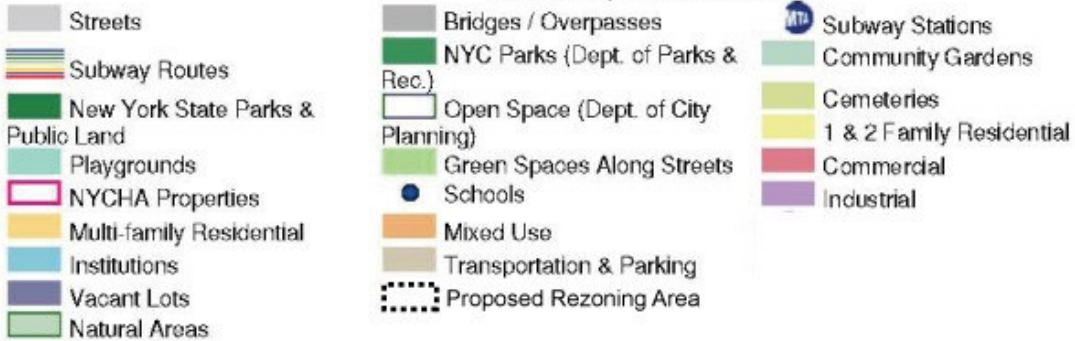 Streets
Subway Routes
New York State Parks &
Public Land
Playgrounds
NYCHA Properties
Multi-family Residential
Institutions
Vacant Lots
Natural Areas
Bridges / Overpasses
NYC Parks (Dept. of Parks &
Rec.)
Open Space (Dept. of City
Planning)
Green Spaces Along Streets
Schools
Mixed Use
Transportation & Parking
Proposed Rezoning Area
MTA Subway Stations
Community Gardens
Cemeteries
1 & 2 Family Residential
Commercial
Industrial